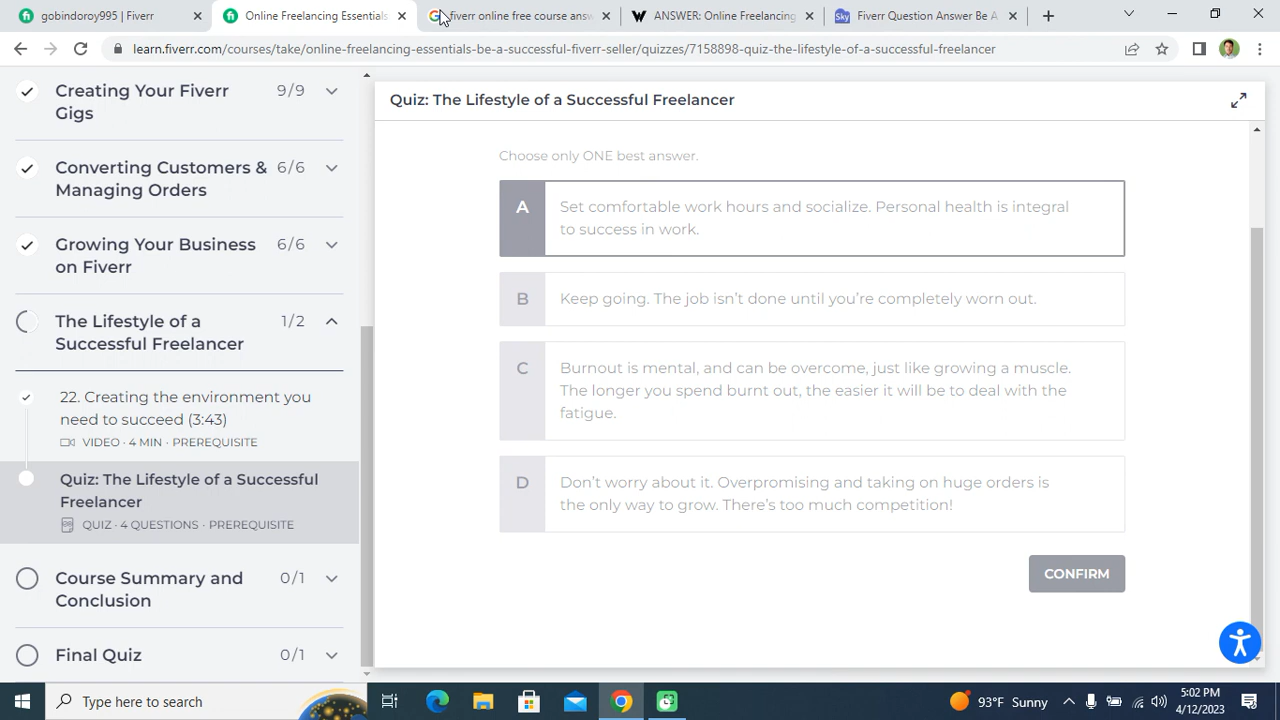 gobindoroy995 | Fiverr
Online Freelancing Essentials
fiverr online free course answ
ANSWER: Online Freelancing
Sky
Fiverr Question Answer Be A
learn.fiverr.com/courses/take/online-freelancing-essentials-be-a-successful-fiverr-seller/quizzes/7158898-quiz-the-lifestyle-of-a-successful-freelancer
Creating Your Fiverr
Gigs
9/9
Converting Customers &
Managing Orders
6/6
Growing Your Business
on Fiverr
6/6
The Lifestyle of a
Successful Freelancer
1/2
22. Creating the environment you
need to succeed (3:43)
VIDEO · 4 MIN · PREREQUISITE
Quiz: The Lifestyle of a Successful
Freelancer
QUIZ · 4 QUESTIONS · PREREQUISITE
Course Summary and
Conclusion
0/1
Final Quiz
0/1
Quiz: The Lifestyle of a Successful Freelancer
Choose only ONE best answer.
A
Set comfortable work hours and socialize. Personal health is integral
to success in work.
B
Keep going. The job isn't done until you're completely worn out.
C
Burnout is mental, and can be overcome, just like growing a muscle.
The longer you spend burnt out, the easier it will be to deal with the
fatigue.
D
Don't worry about it. Overpromising and taking on huge orders is
the only way to grow. There's too much competition!
CONFIRM
Type here to search
93°F Sunny
5:02 PM
4/12/2023